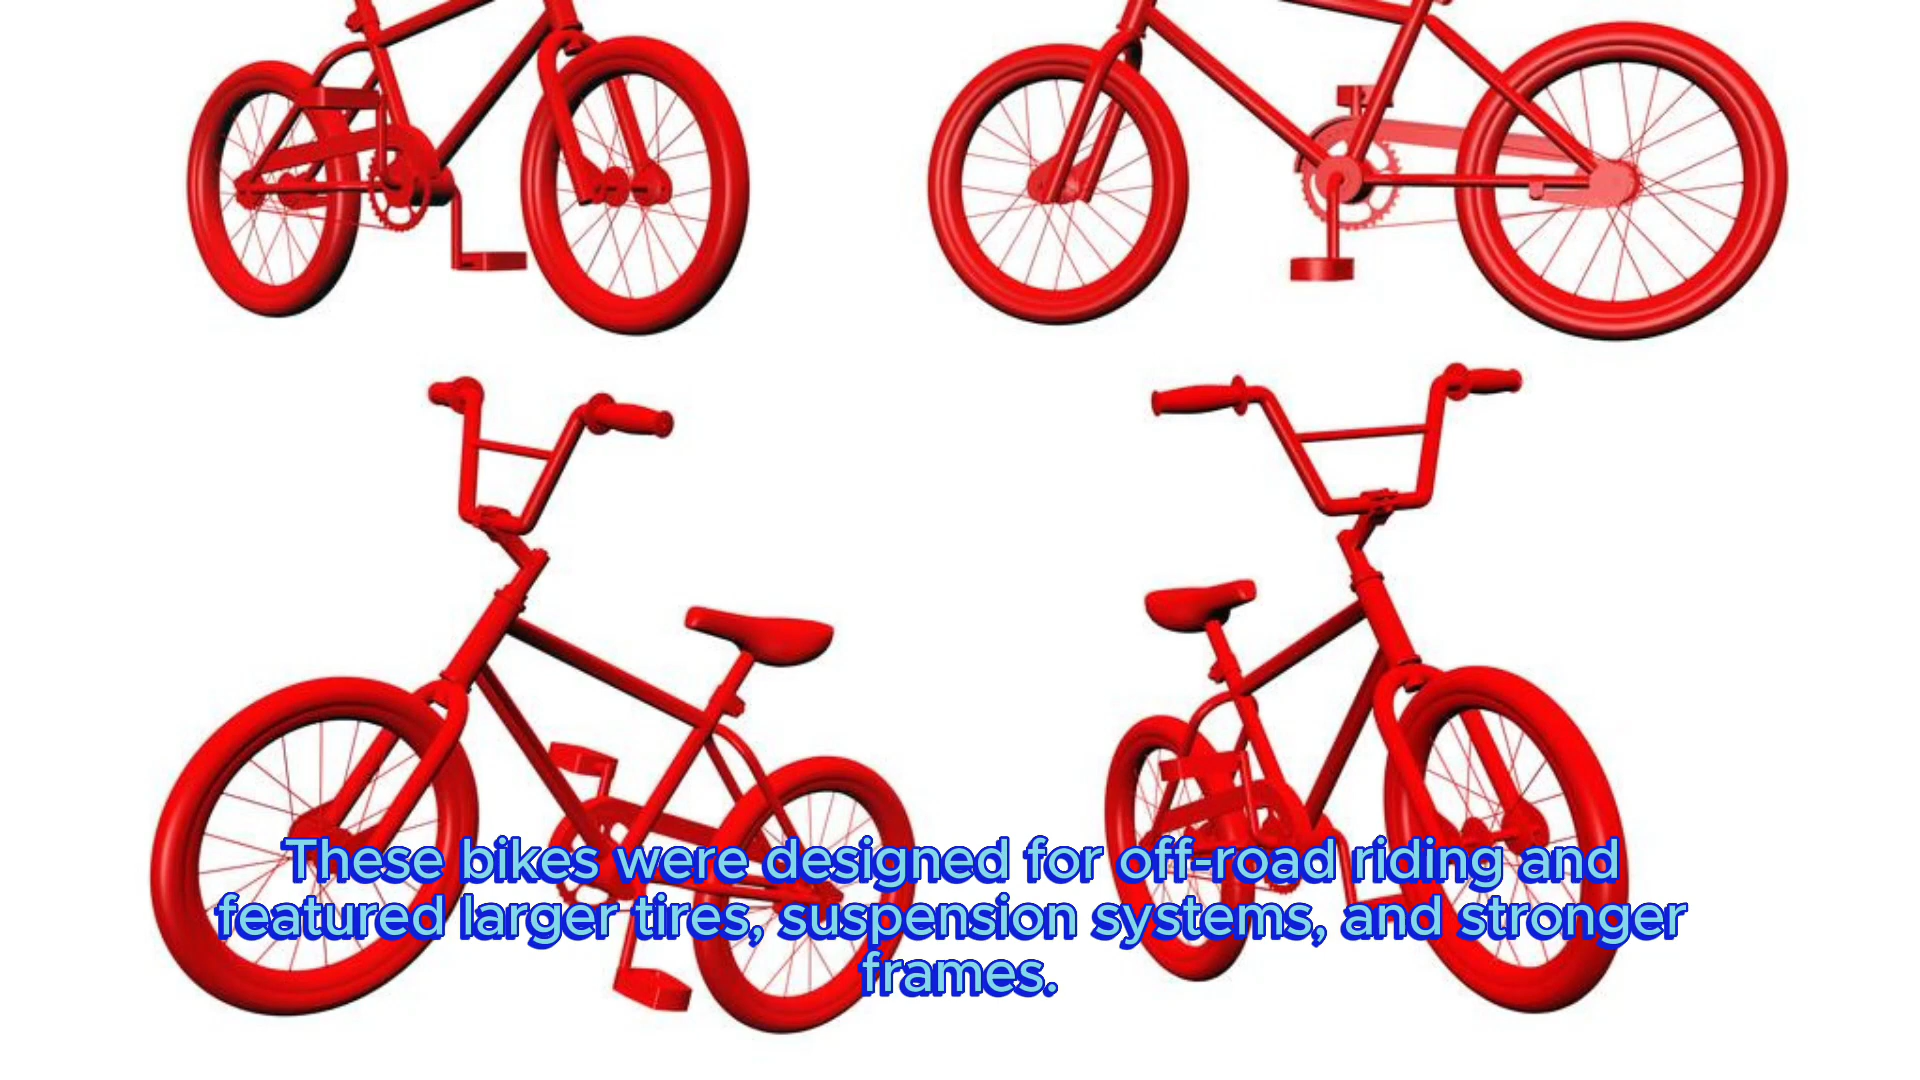 These bikes were designed for off-road riding and
featured larger tires, suspension systems, and stronger
frames.